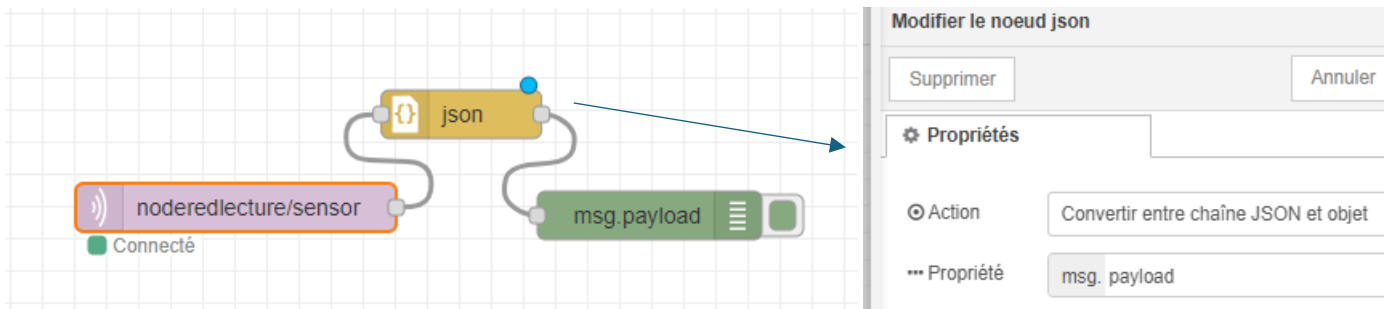 json
noderedlecture/sensor
Connecté
msg.payload
Modifier le noeud json
Supprimer
Annuler
Propriétés
Action
Convertir entre chaîne JSON et objet
Propriété
msg. payload